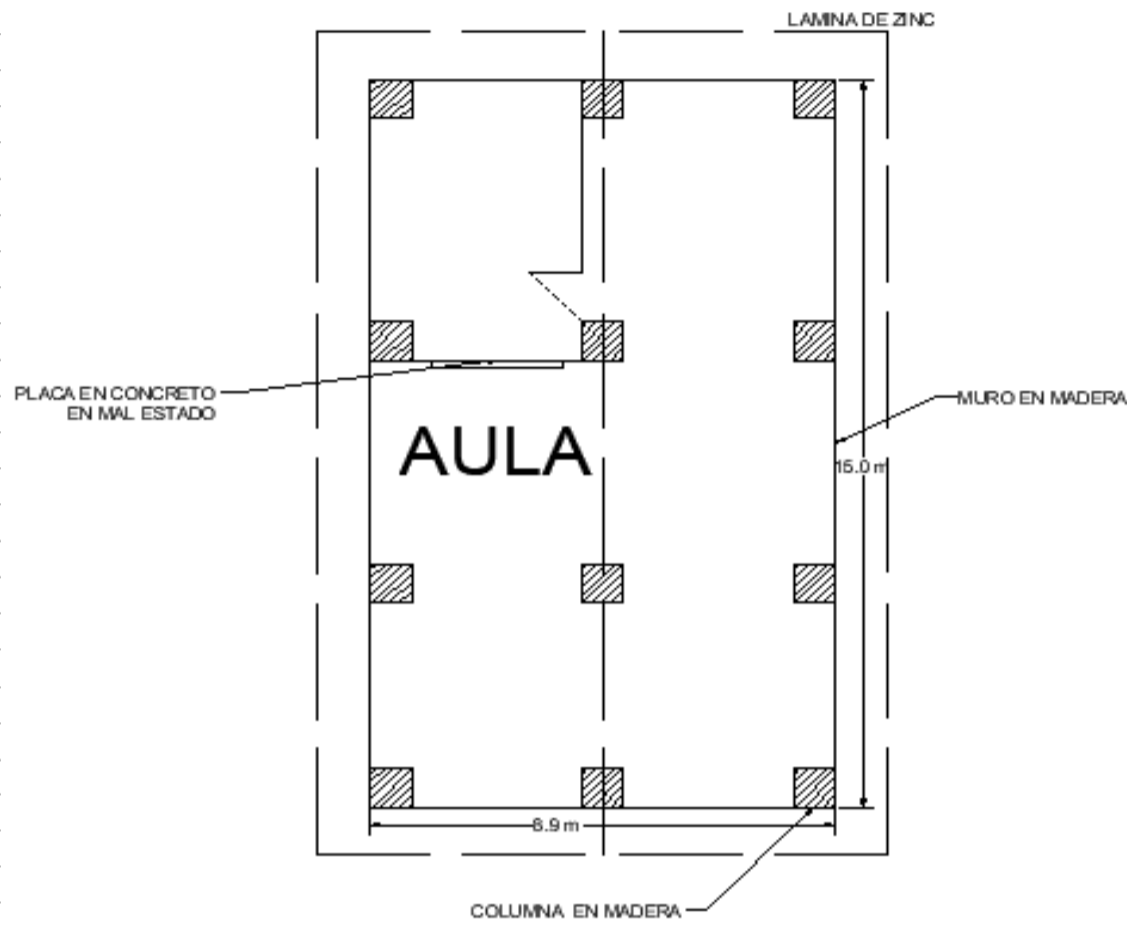 LAMINA DE ZINC
PLACA EN CONCRETO
EN MAL ESTADO
MURO EN MADERA
AULA
15.0 m
6.9 m
COLUMNA EN MADERA